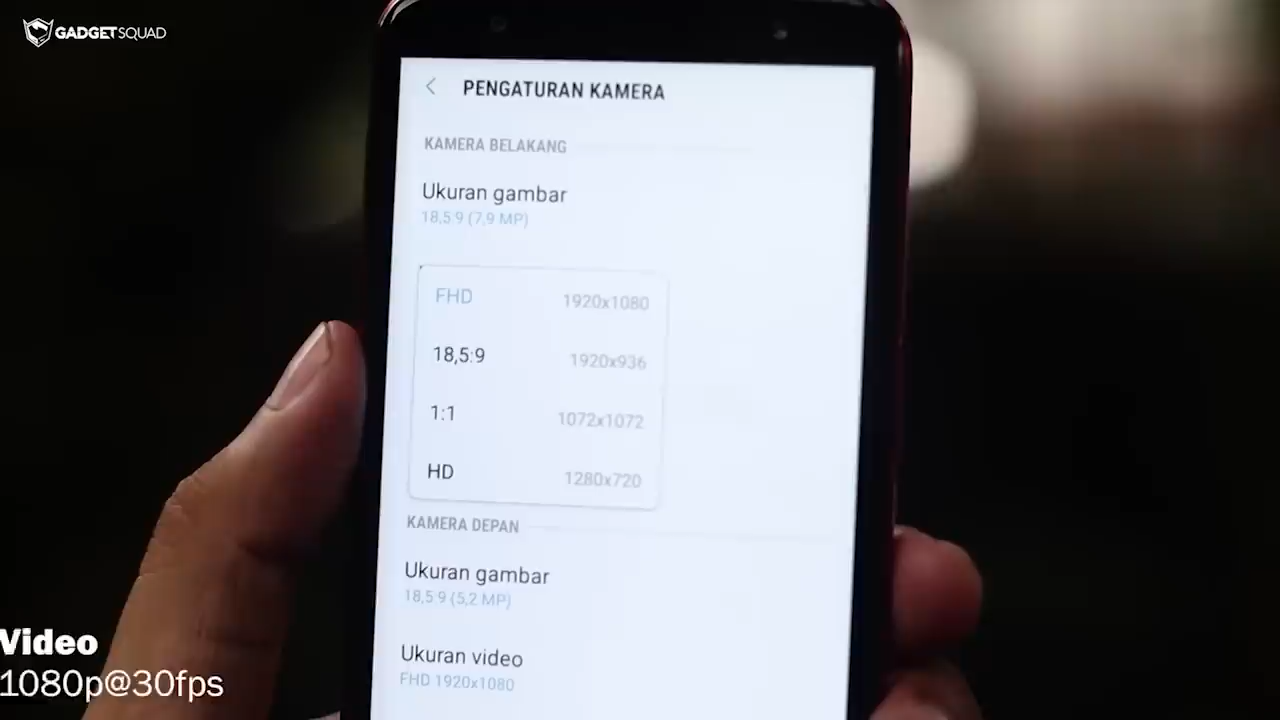 GADGETSQUAD
PENGATURAN KAMERA
KAMERA BELAKANG
Ukuran gambar
18,5:9 (7,9 MP)
FHD 1920x1080
18,5:9 1920x936
1:1 1072x1072
HD 1280x720
KAMERA DEPAN
Ukuran gambar
18,5:9 (5,2 MP)
Ukuran video
FHD 1920x1080
Video
1080p@30fps